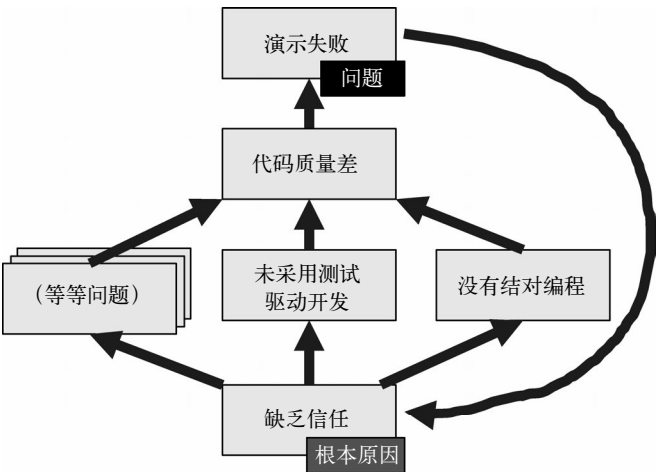 演示失败
问题
代码质量差
（等等问题）
未采用测试
驱动开发
没有结对编程
缺乏信任
根本原因